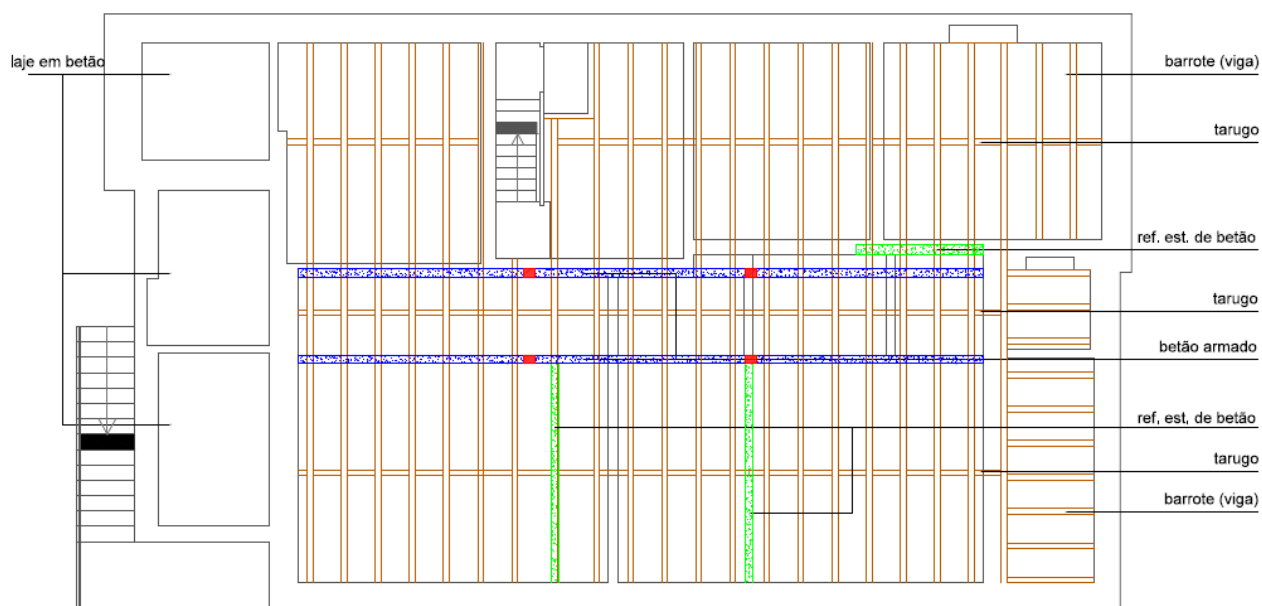 laje em betão
barrote (viga)
tarugo
ref. est. de betão
tarugo
betão armado
ref. est. de betão
tarugo
barrote (viga)